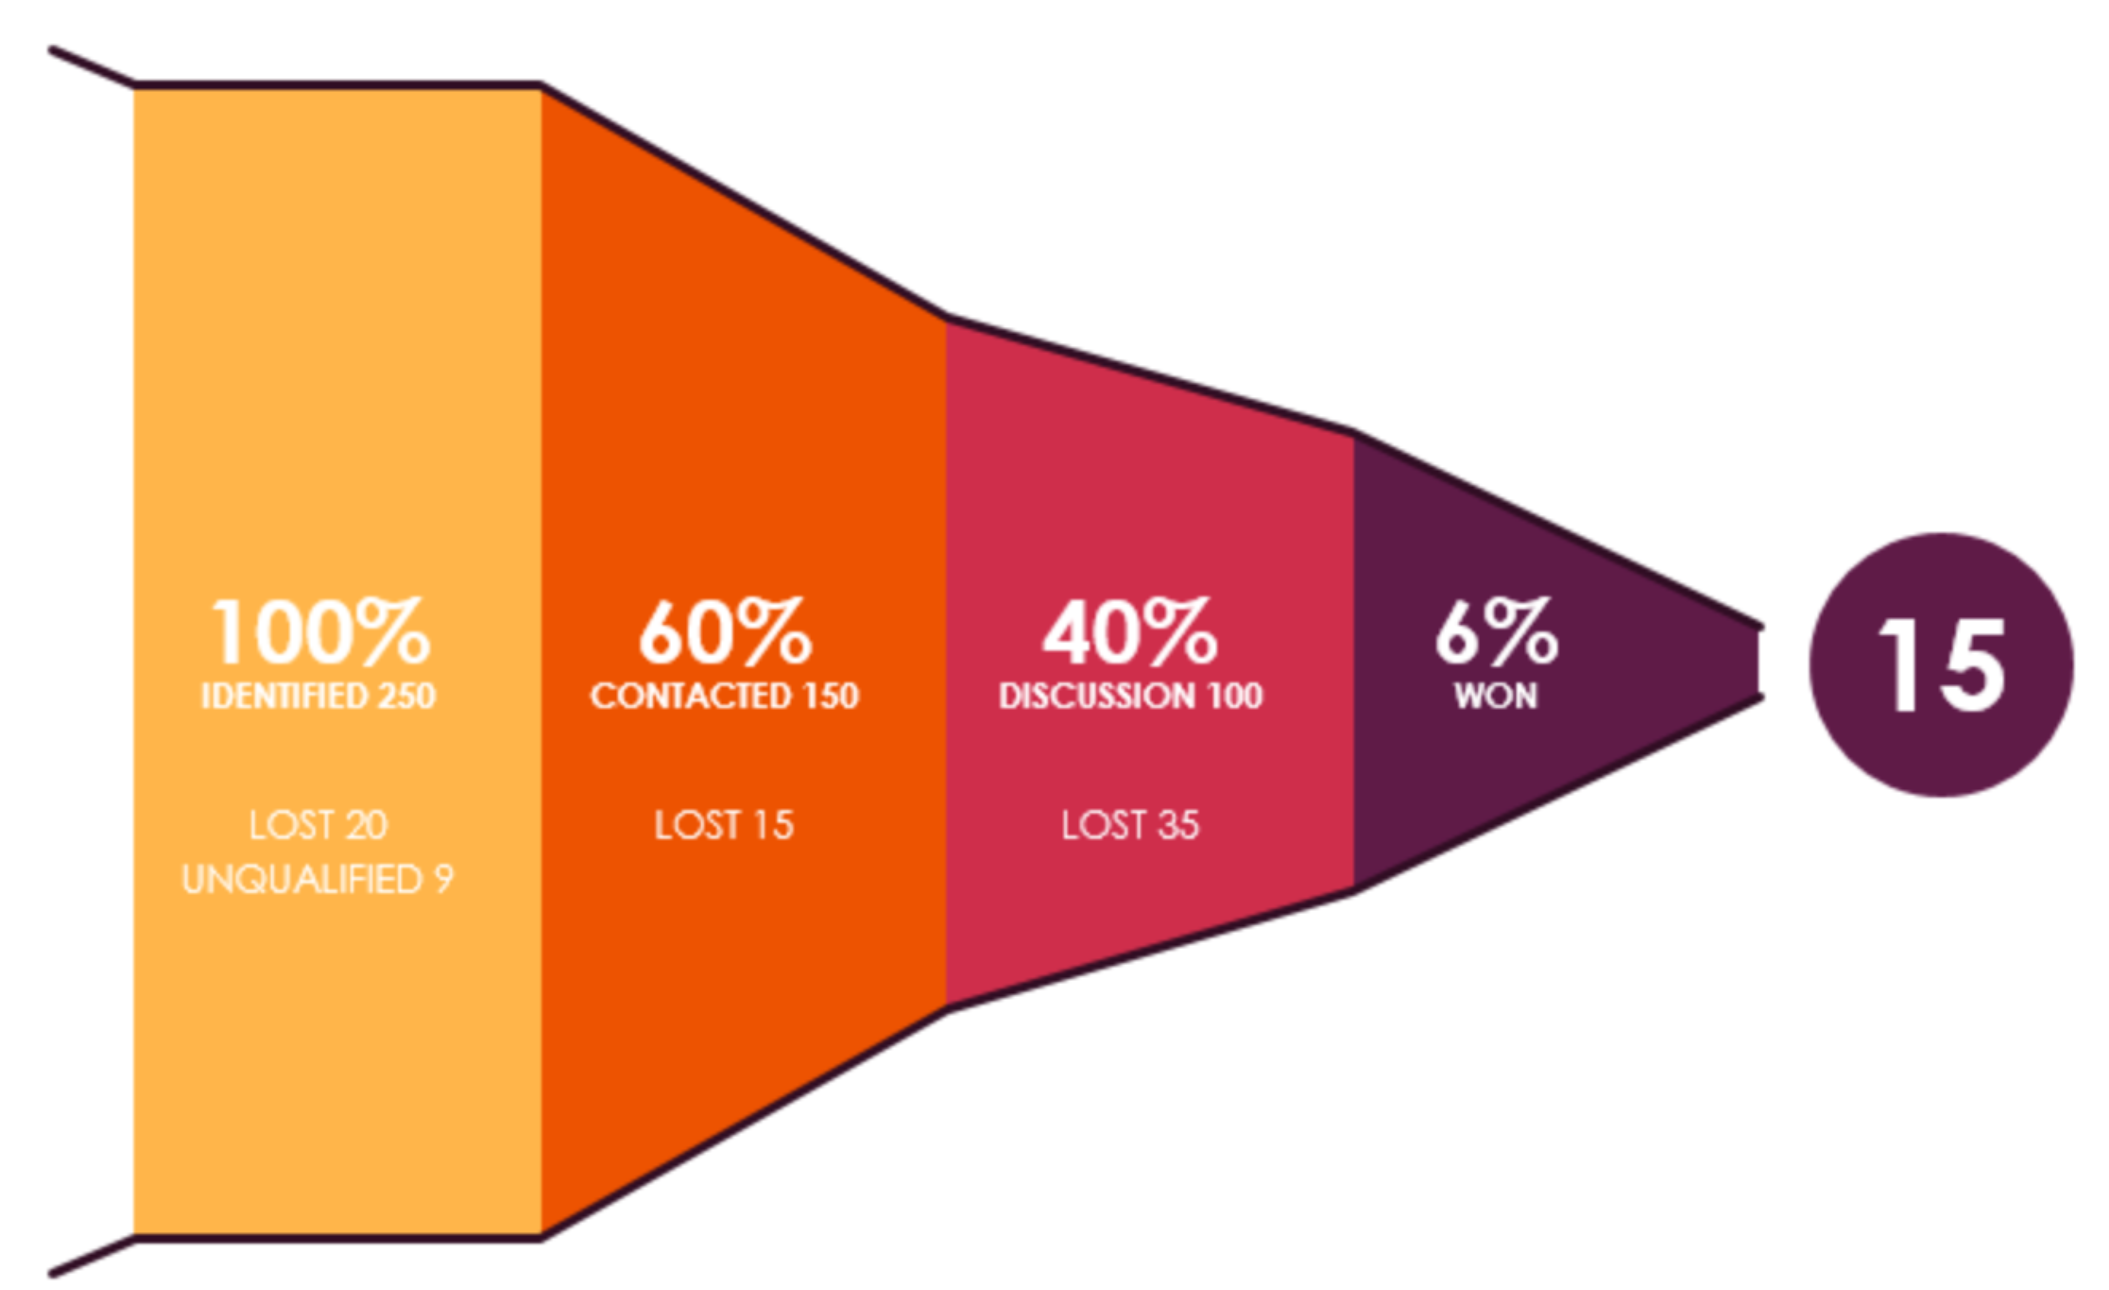 100%
IDENTIFIED 250
LOST 20
UNQUALIFIED 9
60%
CONTACTED 150
LOST 15
40%
DISCUSSION 100
LOST 35
6%
WON
15